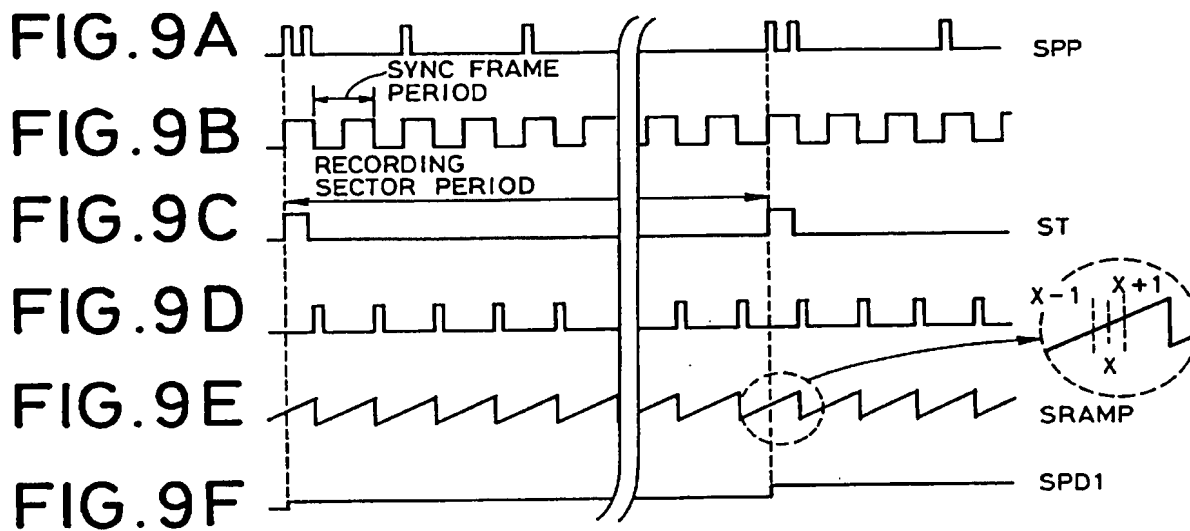 FIG.9A
SPP
SYNC FRAME
PERIOD
FIG.9B
RECORDING
SECTOR PERIOD
FIG.9C
ST
FIG.9D
X-1
X+1
X
FIG.9E
SRAMP
FIG.9F
SPD1